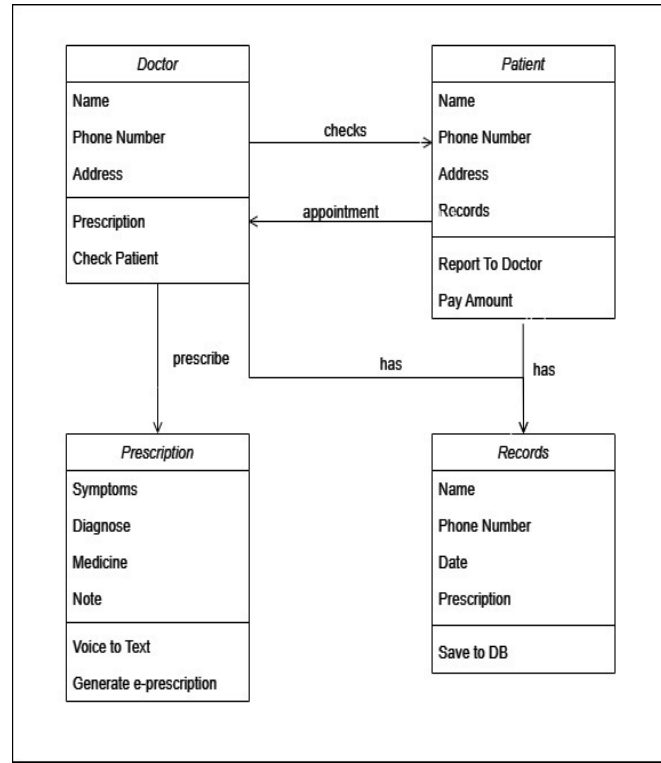 Doctor
Name
Phone Number
Address
Prescription
Check Patient
checks
appointment
Patient
Name
Phone Number
Address
Records
Report To Doctor
Pay Amount
prescribe
has
has
Prescription
Symptoms
Diagnose
Medicine
Note
Voice to Text
Generate e-prescription
Records
Name
Phone Number
Date
Prescription
Save to DB